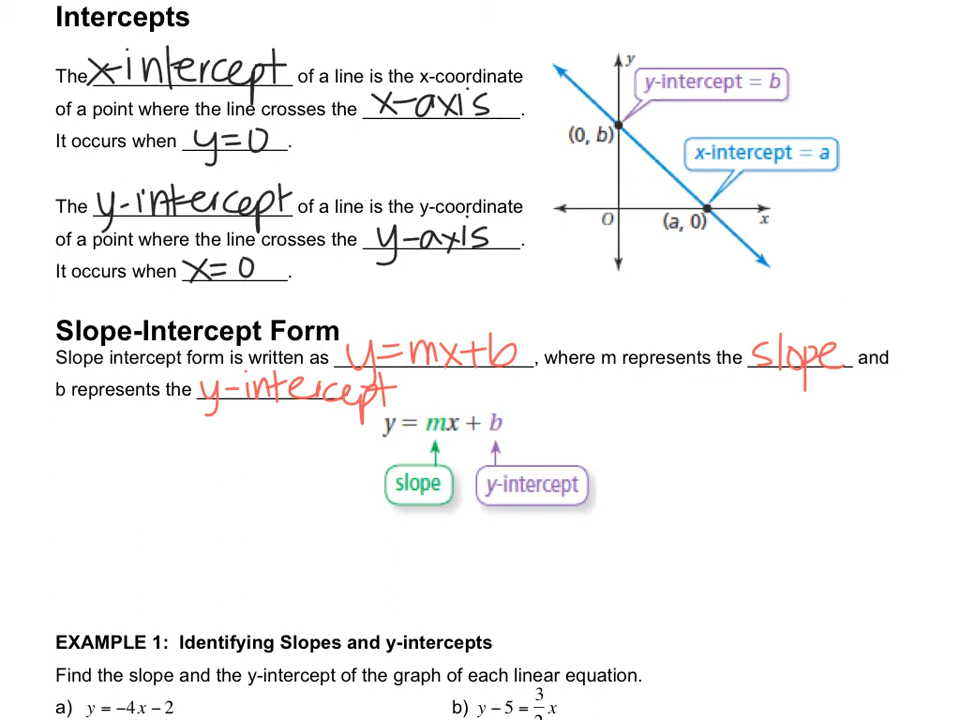 Intercepts
The x-intercept of a line is the x-coordinate
of a point where the line crosses the x-axis.
It occurs when y=0.
The y-intercept of a line is the y-coordinate
of a point where the line crosses the y-axis.
It occurs when x=0.
y
y-intercept = b
(0, b)
x-intercept = a
O
(a, 0)
x
Slope-Intercept Form
Slope intercept form is written as y=mx+b, where m represents the slope and
b represents the y-intercept
y = mx + b
slope
y-intercept
EXAMPLE 1: Identifying Slopes and y-intercepts
Find the slope and the y-intercept of the graph of each linear equation.
a) y = -4x - 2
b) y - 5 = 3/2 x